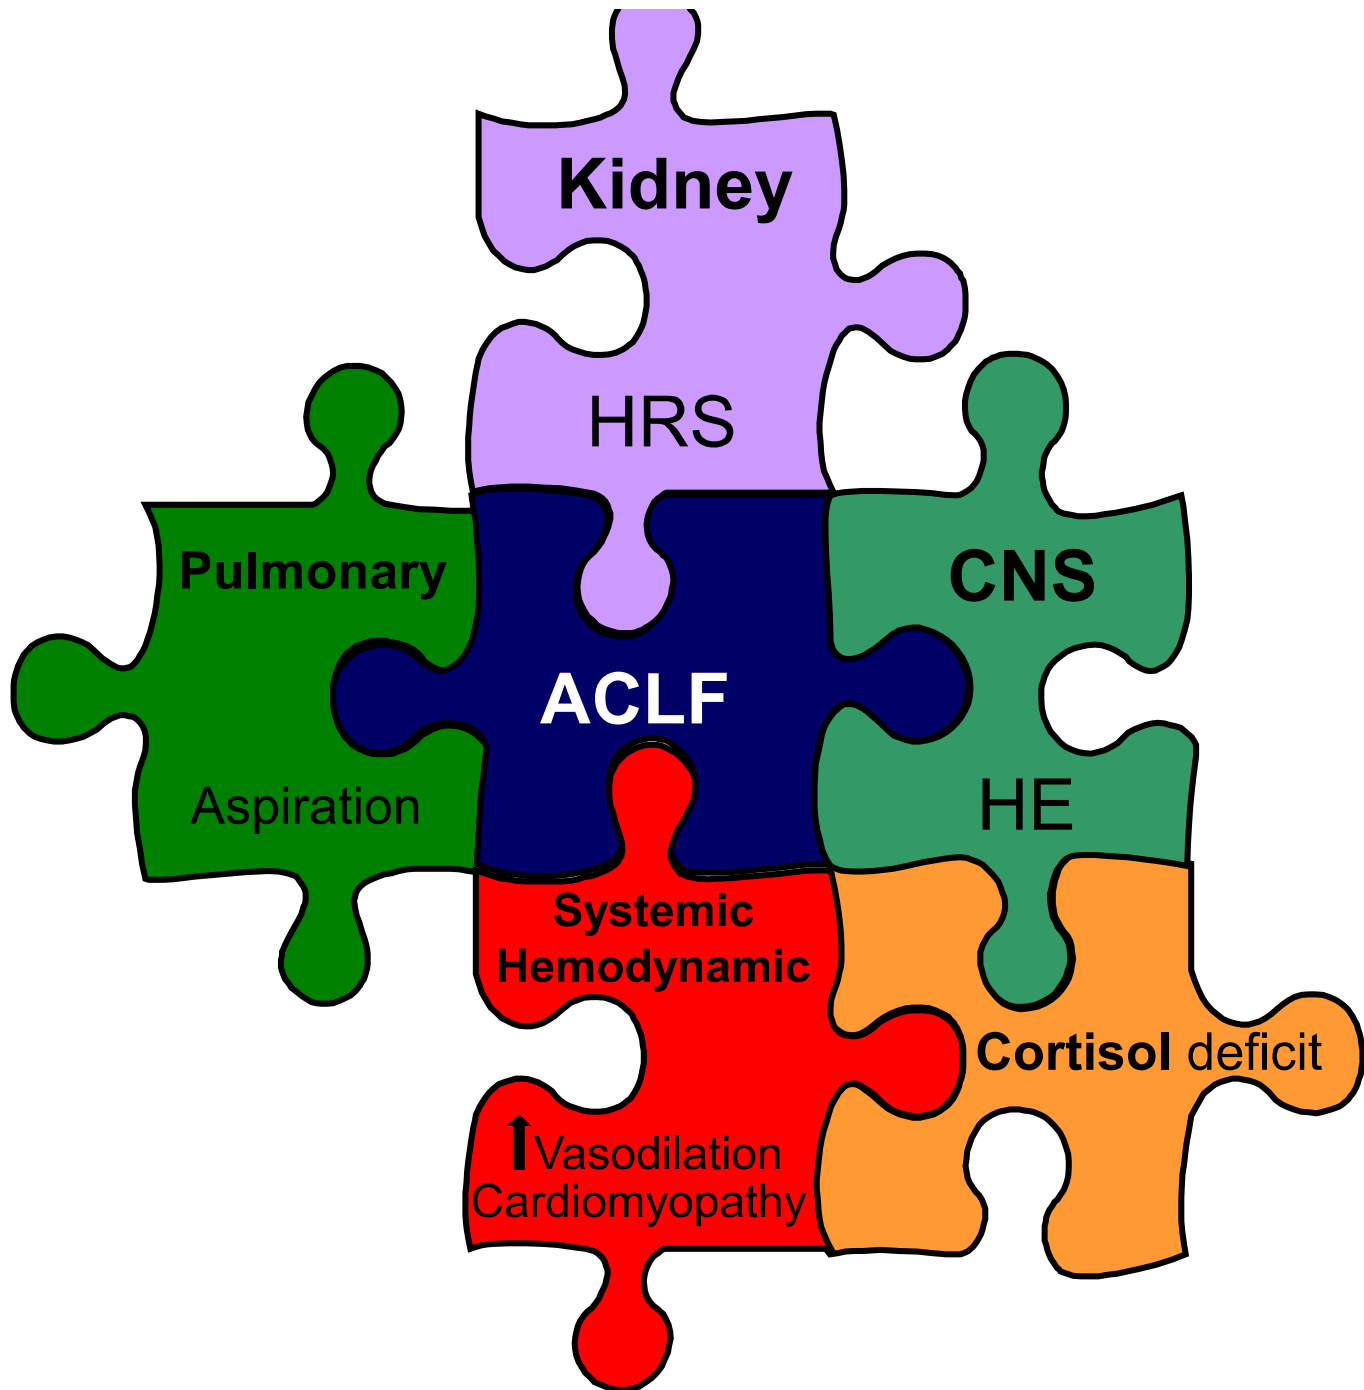 Kidney
HRS
Pulmonary
Aspiration
ACLF
CNS
HE
Systemic
Hemodynamic
⬆Vasodilation
Cardiomyopathy
Cortisol deficit